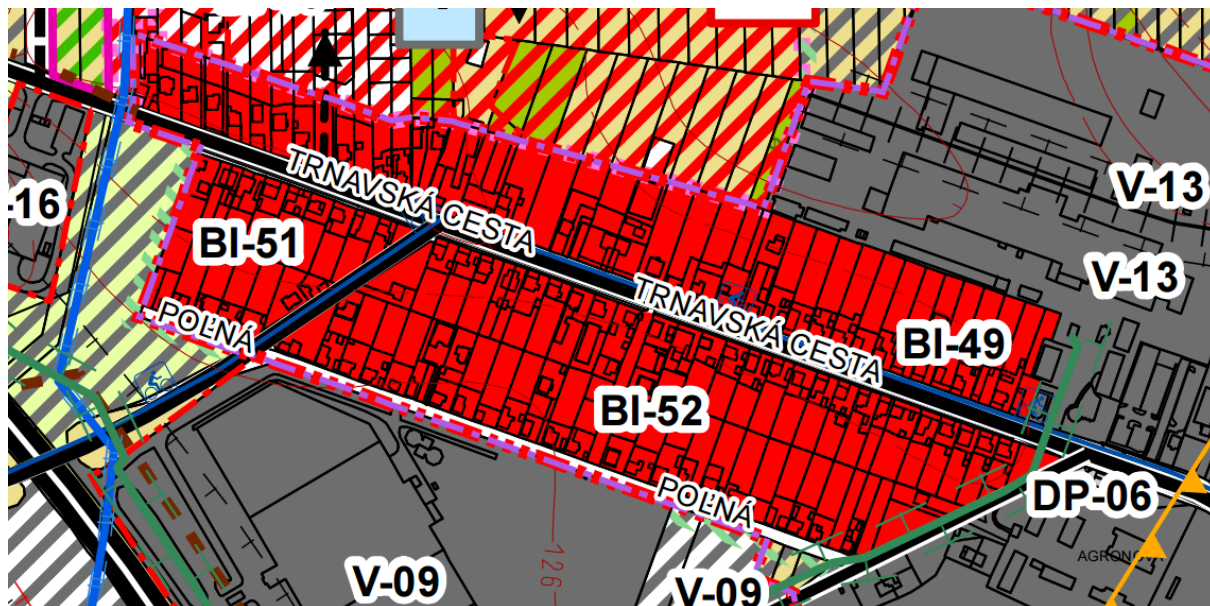 V-13
-16
TRNAVSKÁ CESTA
BI-51
V-13
TRNAVSKÁ CESTA
POĽNÁ
BI-49
BI-52
POĽNÁ
DP-06
126
V-09
V-09